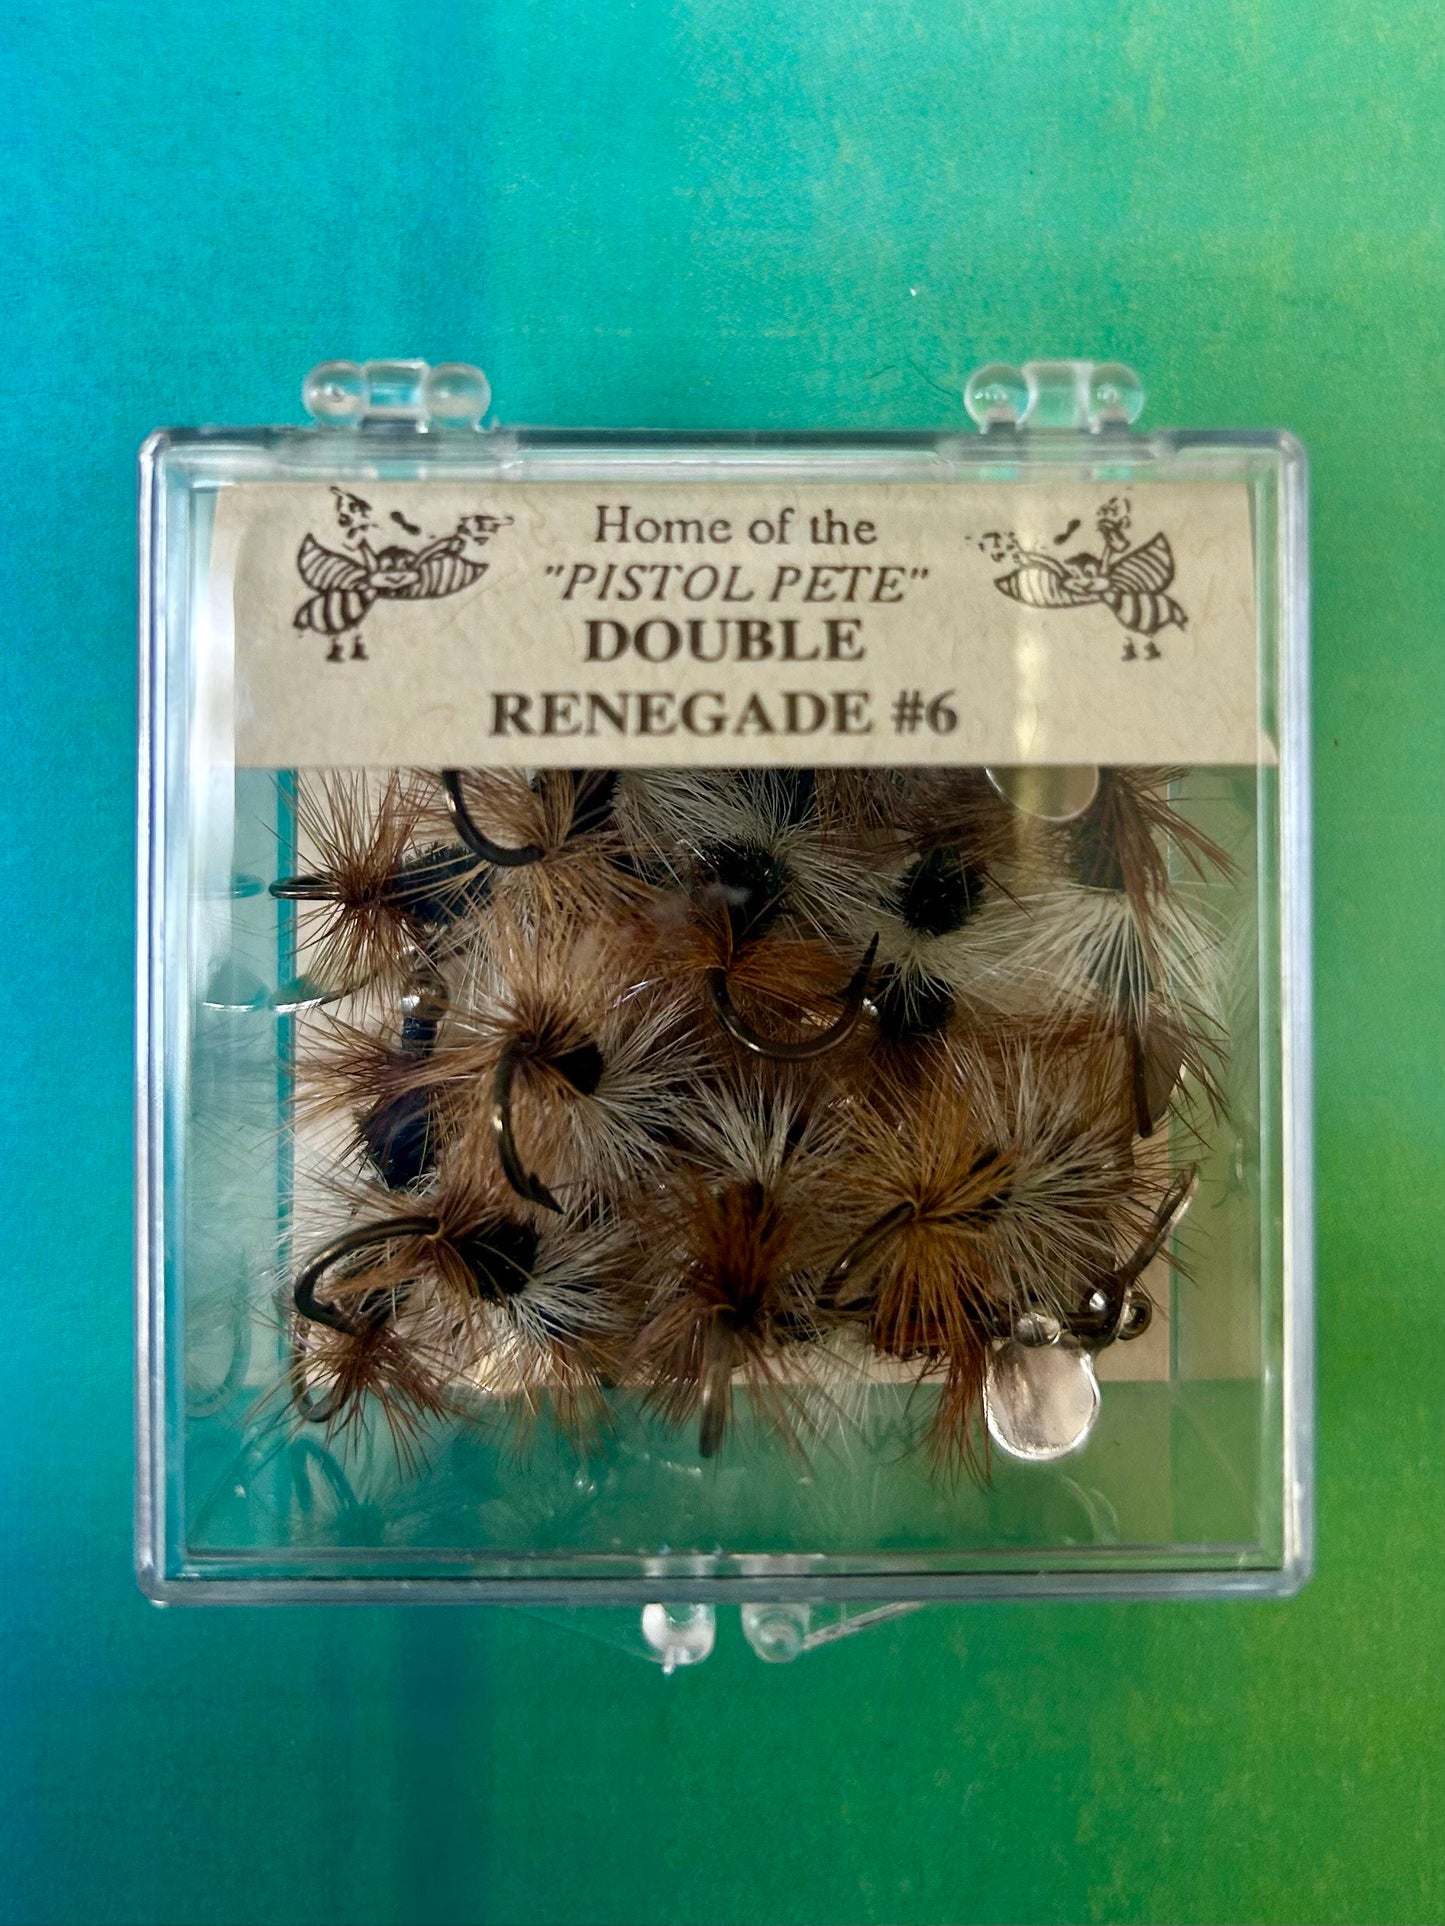 Home of the
"PISTOL PETE"
DOUBLE
RENEGADE #6